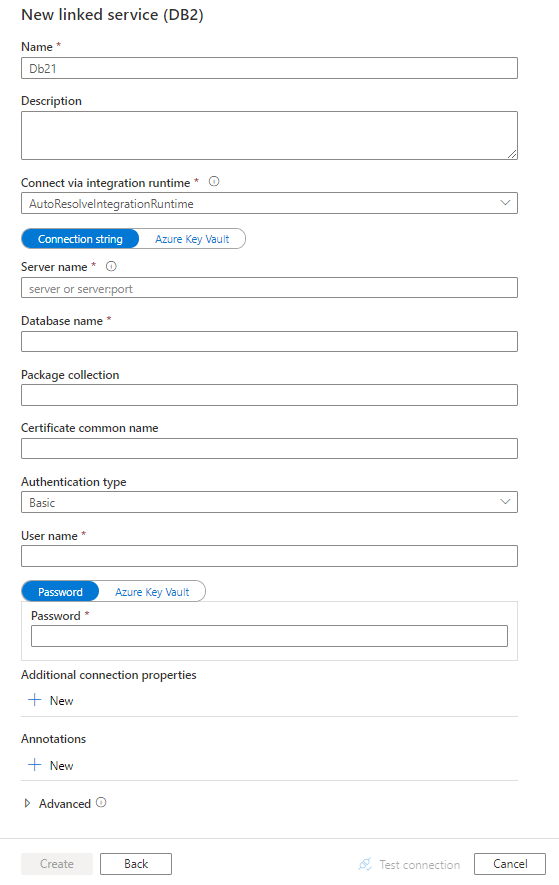 New linked service (DB2)
Name *
Db21
Description
Connect via integration runtime *
AutoResolveIntegrationRuntime
Connection string Azure Key Vault
Server name *
server or server:port
Database name *
Package collection
Certificate common name
Authentication type
Basic
User name *
Password Azure Key Vault
Password *
Additional connection properties
New
Annotations
New
Advanced
Create Back Test connection Cancel